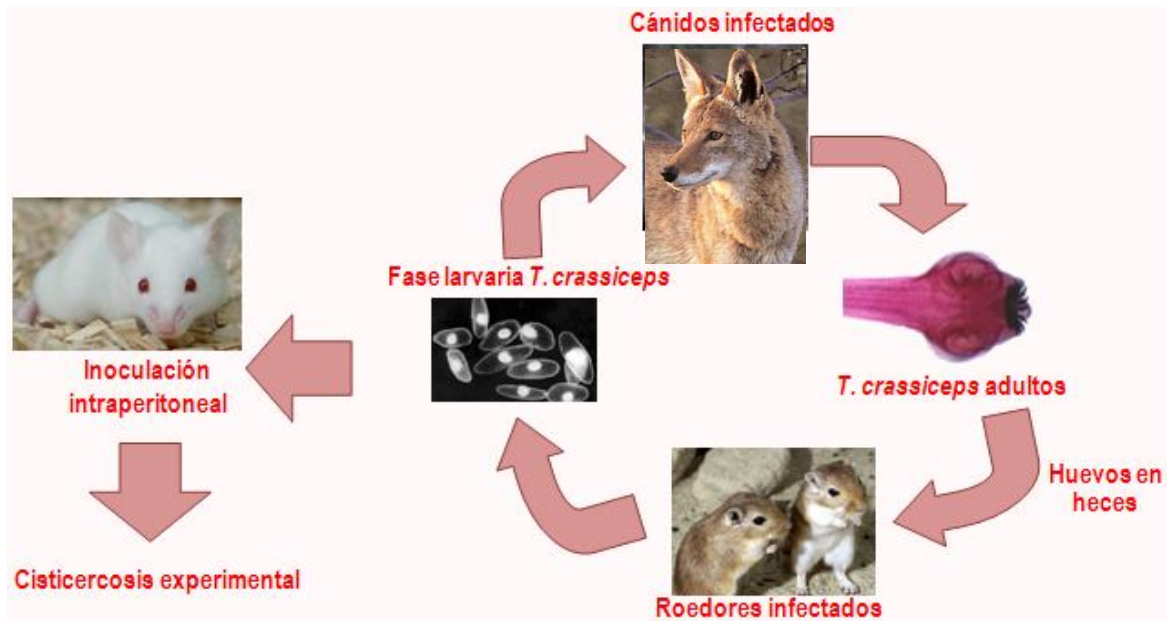 Cánidos infectados
Fase larvaria T. crassiceps
Inoculación
intraperitoneal
T. crassiceps adultos
Huevos en
heces
Cisticercosis experimental
Roedores infectados